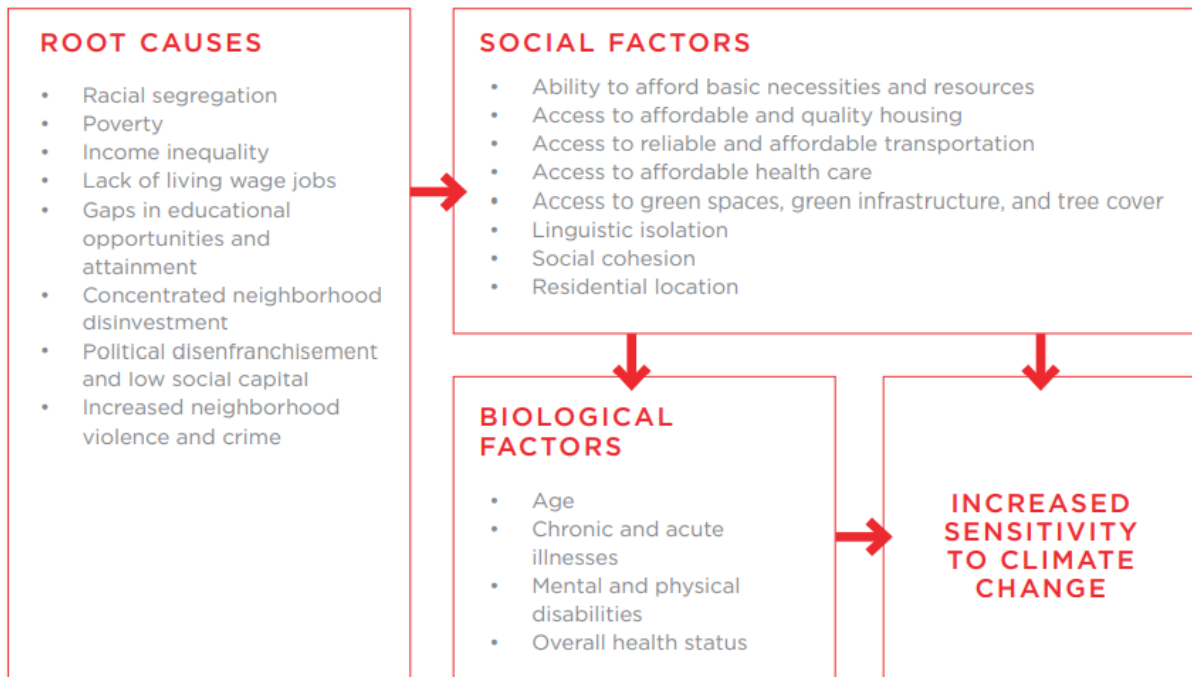 ROOT CAUSES
• Racial segregation
• Poverty
• Income inequality
• Lack of living wage jobs
• Gaps in educational
opportunities and
attainment
• Concentrated neighborhood
disinvestment
• Political disenfranchisement
and low social capital
• Increased neighborhood
violence and crime
SOCIAL FACTORS
• Ability to afford basic necessities and resources
• Access to affordable and quality housing
• Access to reliable and affordable transportation
• Access to affordable health care
• Access to green spaces, green infrastructure, and tree cover
• Linguistic isolation
• Social cohesion
• Residential location
BIOLOGICAL
FACTORS
• Age
• Chronic and acute
illnesses
• Mental and physical
disabilities
• Overall health status
INCREASED
SENSITIVITY
TO CLIMATE
CHANGE